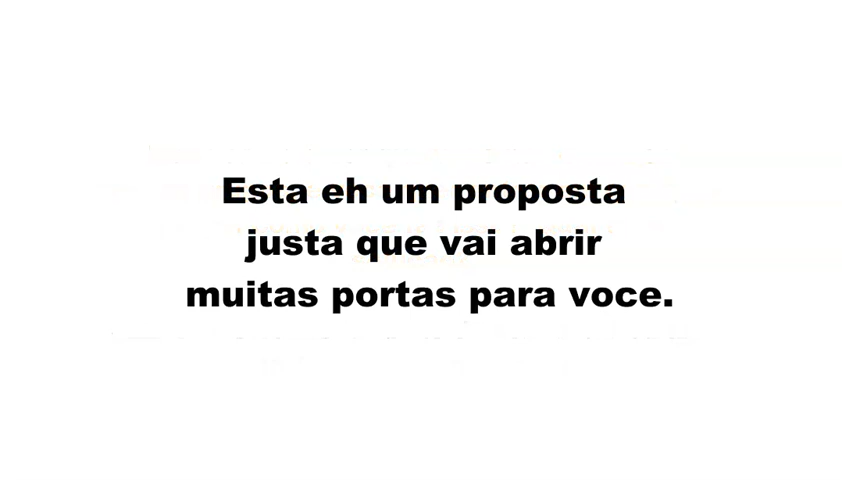 Esta eh um proposta
justa que vai abrir
muitas portas para voce.